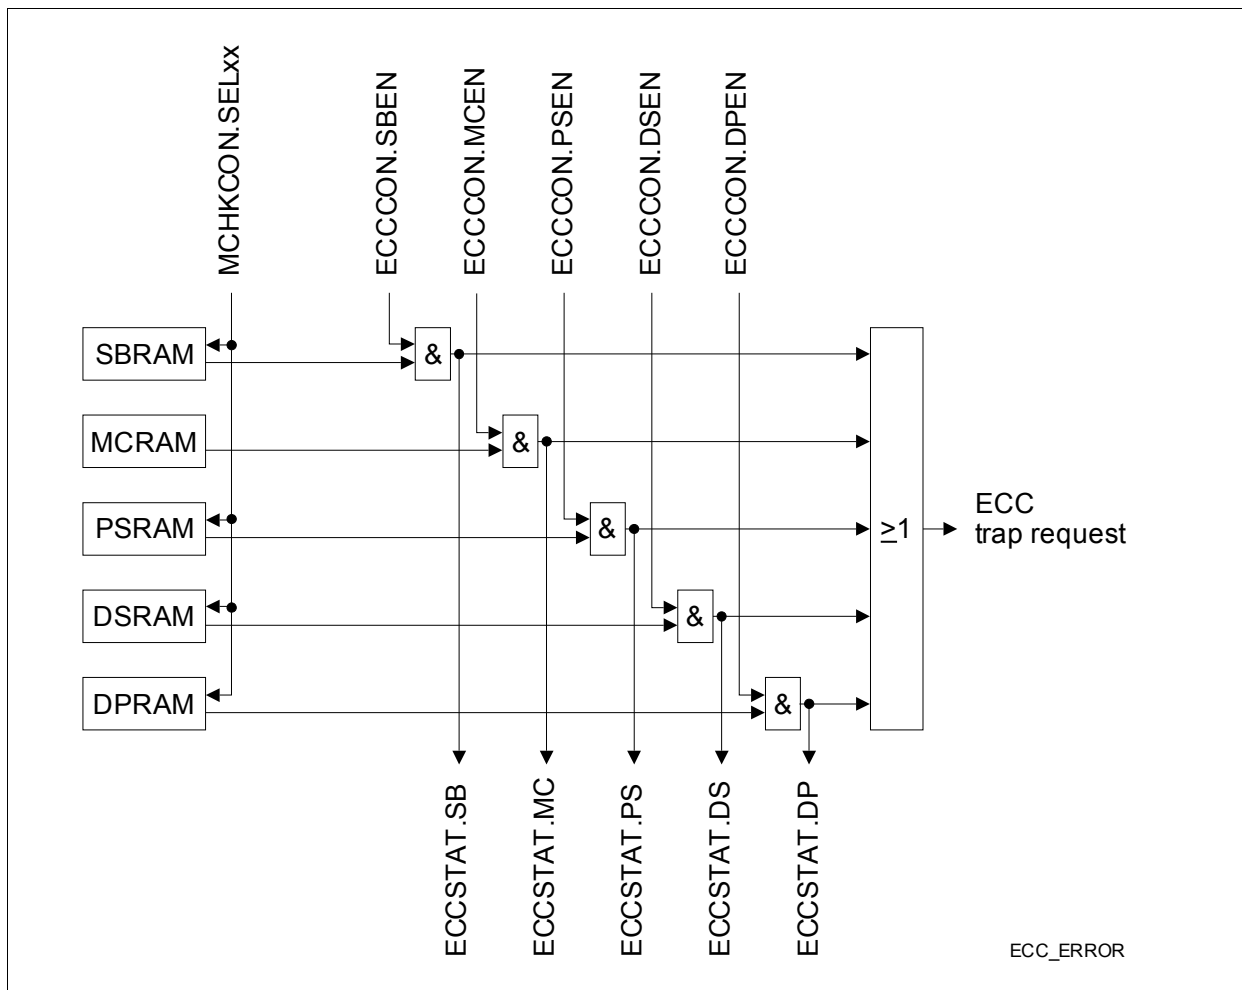 MCHKCON.SELxx
ECCCON.SBEN
ECCCON.MCEN
ECCCON.PSEN
ECCCON.DSEN
ECCCON.DPEN
SBRAM
&
MCRAM
&
PSRAM
&
≥1
ECC
trap request
DSRAM
&
DPRAM
&
ECCSTAT.SB
ECCSTAT.MC
ECCSTAT.PS
ECCSTAT.DS
ECCSTAT.DP
ECC_ERROR